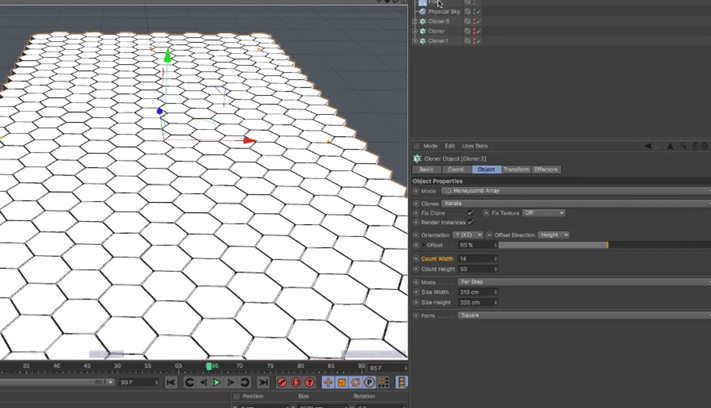 Physical Sky
Cloner.5
Cloner
Cloner.1
Mode Edit User Data
Cloner Object [Cloner.2]
Basic Coord. Object Transform Effectors
Object Properties
Mode Honeycomb Array
Clones Iterate
Fix Clone Fix Texture Off
Render Instances
Orientation Y (XZ) Offset Direction Height
Offset 50 %
Count Width 14
Count Height 50
Mode Per Step
Size Width 310 cm
Size Height 355 cm
Form Square
30 35 40 45 50 55 60 65 70 75 80 85 90 65 F
90 F
Position Size Rotation